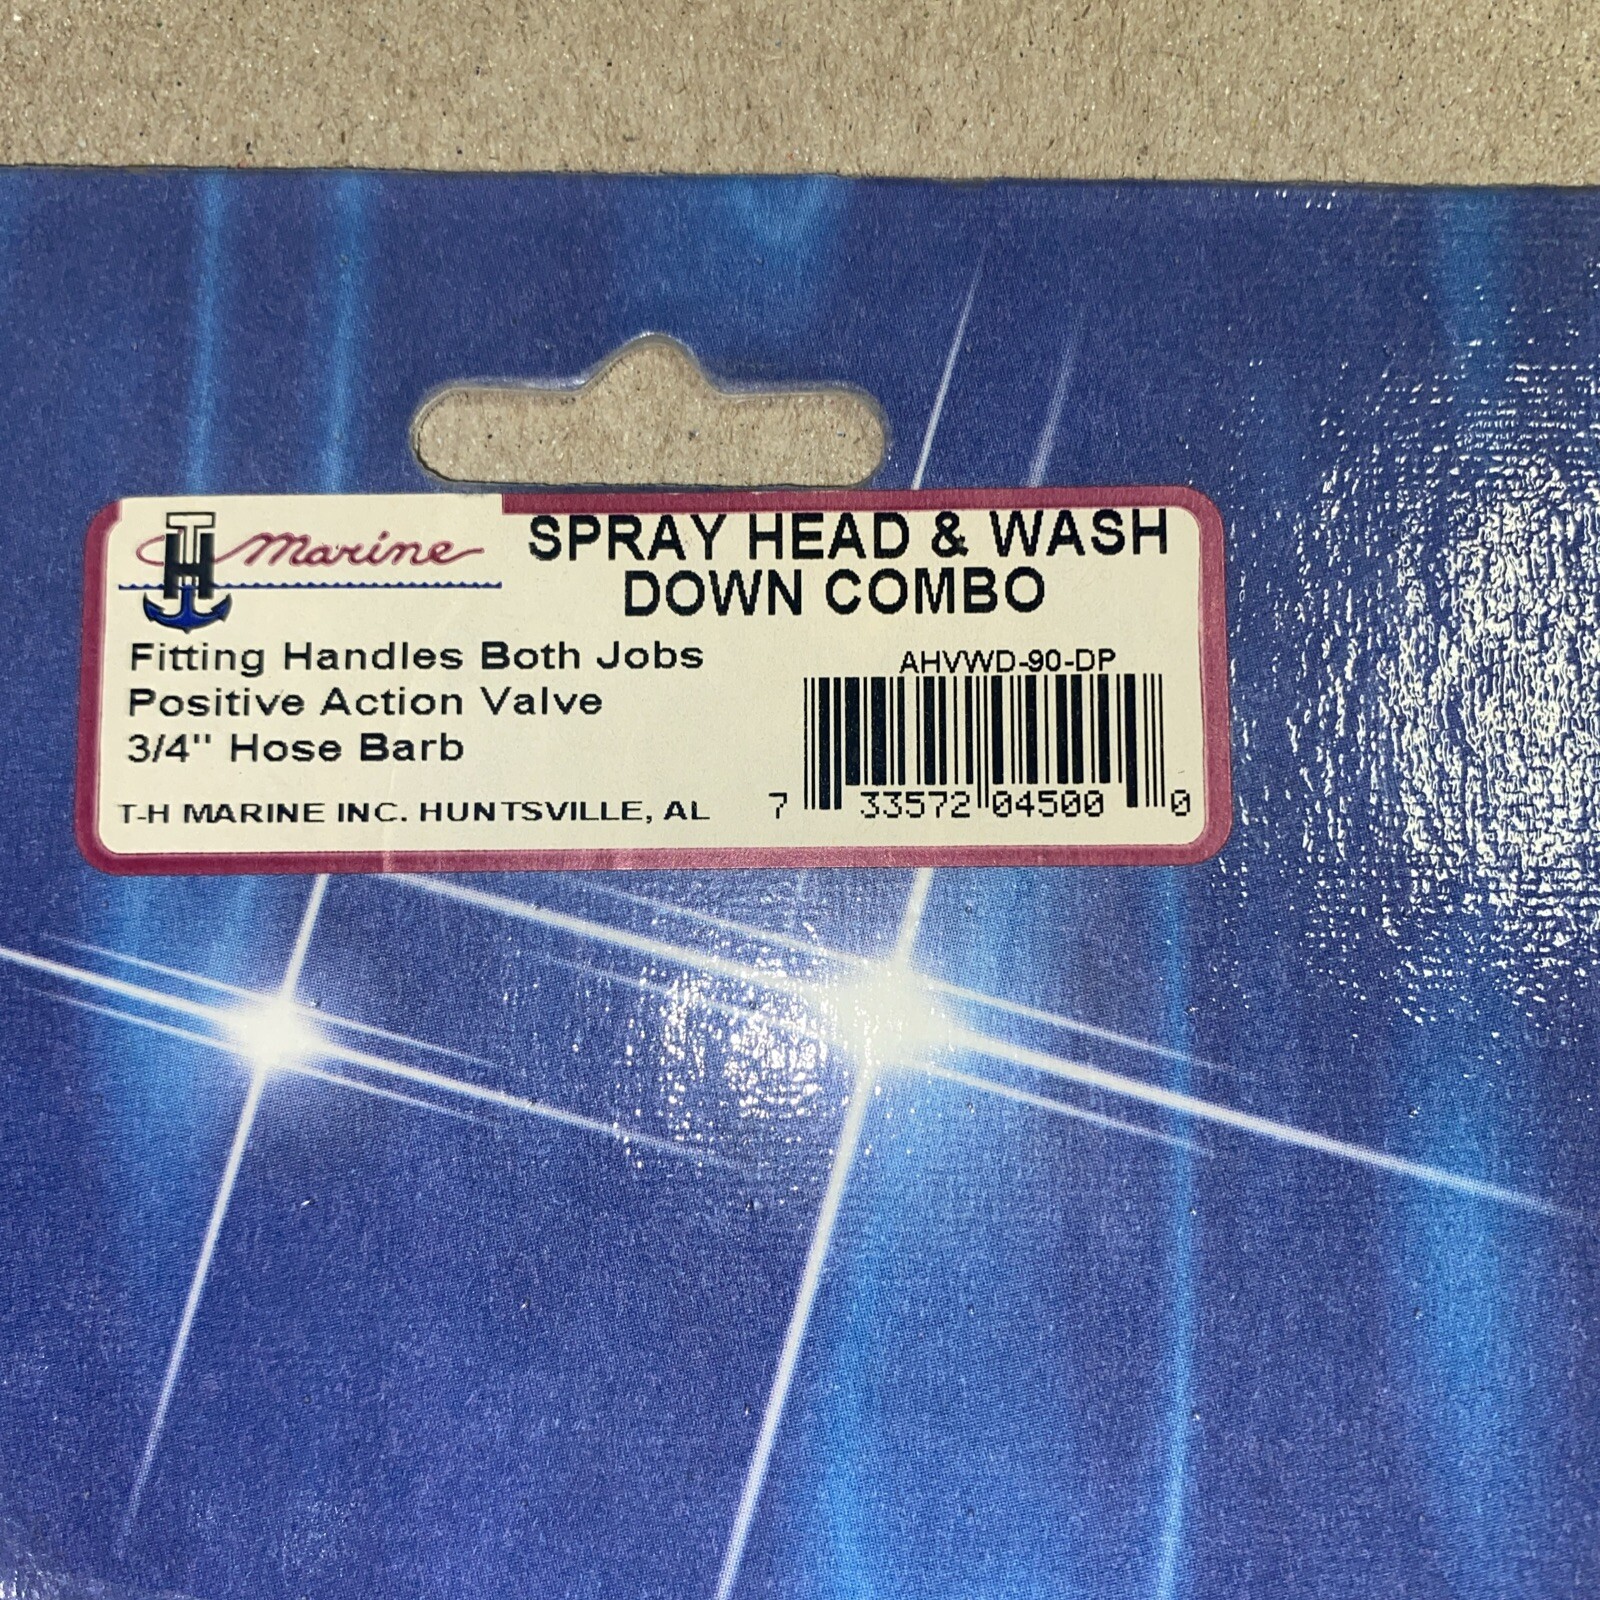 TH Marine
SPRAY HEAD & WASH
DOWN COMBO
Fitting Handles Both Jobs
Positive Action Valve
3/4" Hose Barb
T-H MARINE INC. HUNTSVILLE, AL
AHVWD-90-DP
7 33572 04500 0